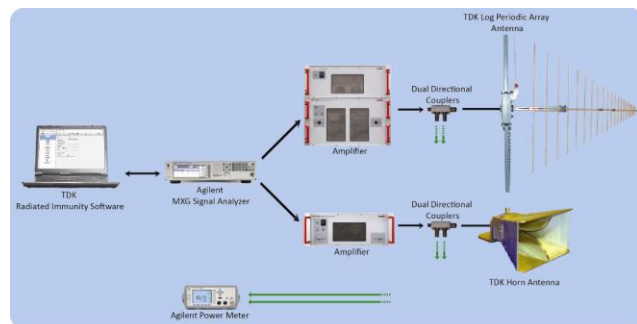 TDK Log Periodic Array
Antenna
Dual Directional
Couplers
Amplifier
TDK
Radiated Immunity Software
Agilent
MXG Signal Analyzer
Dual Directional
Couplers
Amplifier
TDK Horn Antenna
Agilent Power Meter